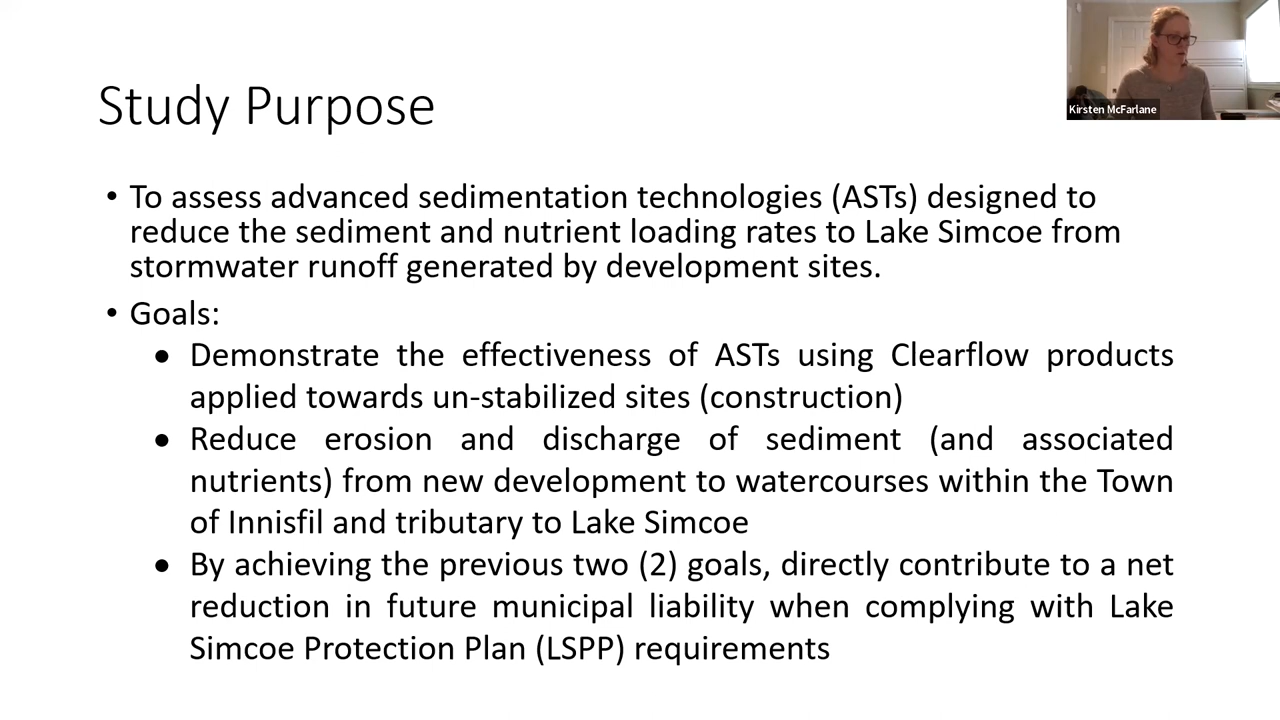 Kirsten McFarlane
Study Purpose
• To assess advanced sedimentation technologies (ASTs) designed to
reduce the sediment and nutrient loading rates to Lake Simcoe from
stormwater runoff generated by development sites.
• Goals:
● Demonstrate the effectiveness of ASTs using Clearflow products
applied towards un-stabilized sites (construction)
● Reduce erosion and discharge of sediment (and associated
nutrients) from new development to watercourses within the Town
of Innisfil and tributary to Lake Simcoe
● By achieving the previous two (2) goals, directly contribute to a net
reduction in future municipal liability when complying with Lake
Simcoe Protection Plan (LSPP) requirements